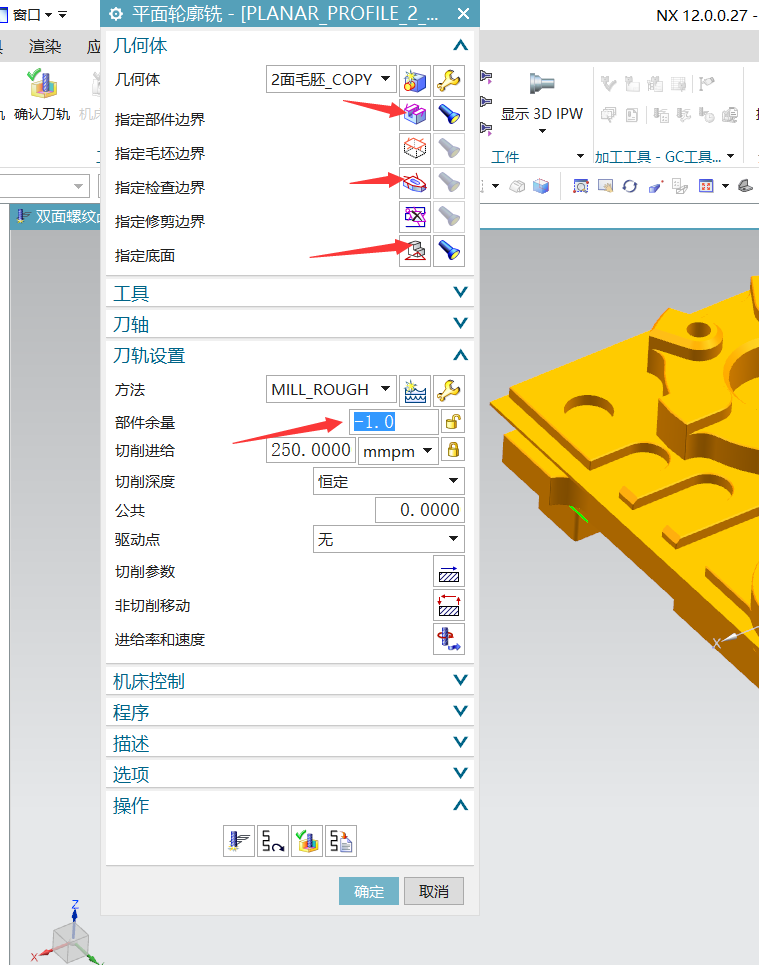 窗口
平面轮廓铣 - [PLANAR_PROFILE_2_...
NX 12.0.0.27 -
渲染
几何体
几何体
2面毛胚_COPY
确认刀轨
显示 3D IPW
指定部件边界
指定毛坯边界
工件
加工工具 - GC工具...
指定检查边界
双面螺纹
指定修剪边界
指定底面
工具
刀轴
刀轨设置
方法
MILL_ROUGH
部件余量
-1.0
切削进给
250.0000
mmpm
切削深度
恒定
公共
0.0000
驱动点
无
切削参数
非切削移动
进给率和速度
X
机床控制
程序
描述
选项
操作
确定
取消
Z
X
Y